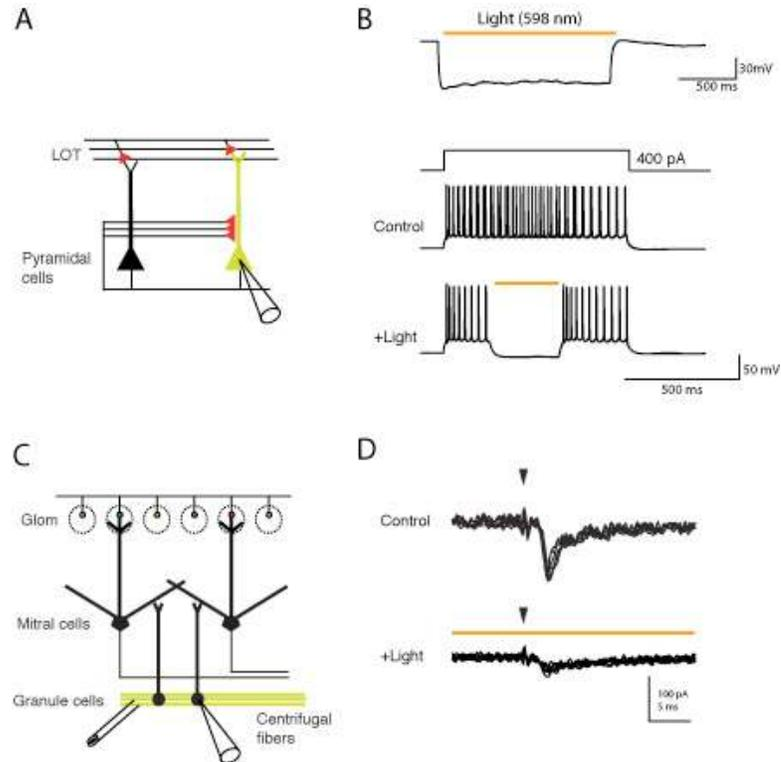 A
LOT
Pyramidal
cells
B
Light (598 nm)
30mV
500 ms
400 pA
Control
+Light
50 mV
500 ms
C
Glom
Mitral cells
Granule cells
Centrifugal
fibers
D
Control
+Light
100 pA
5 ms